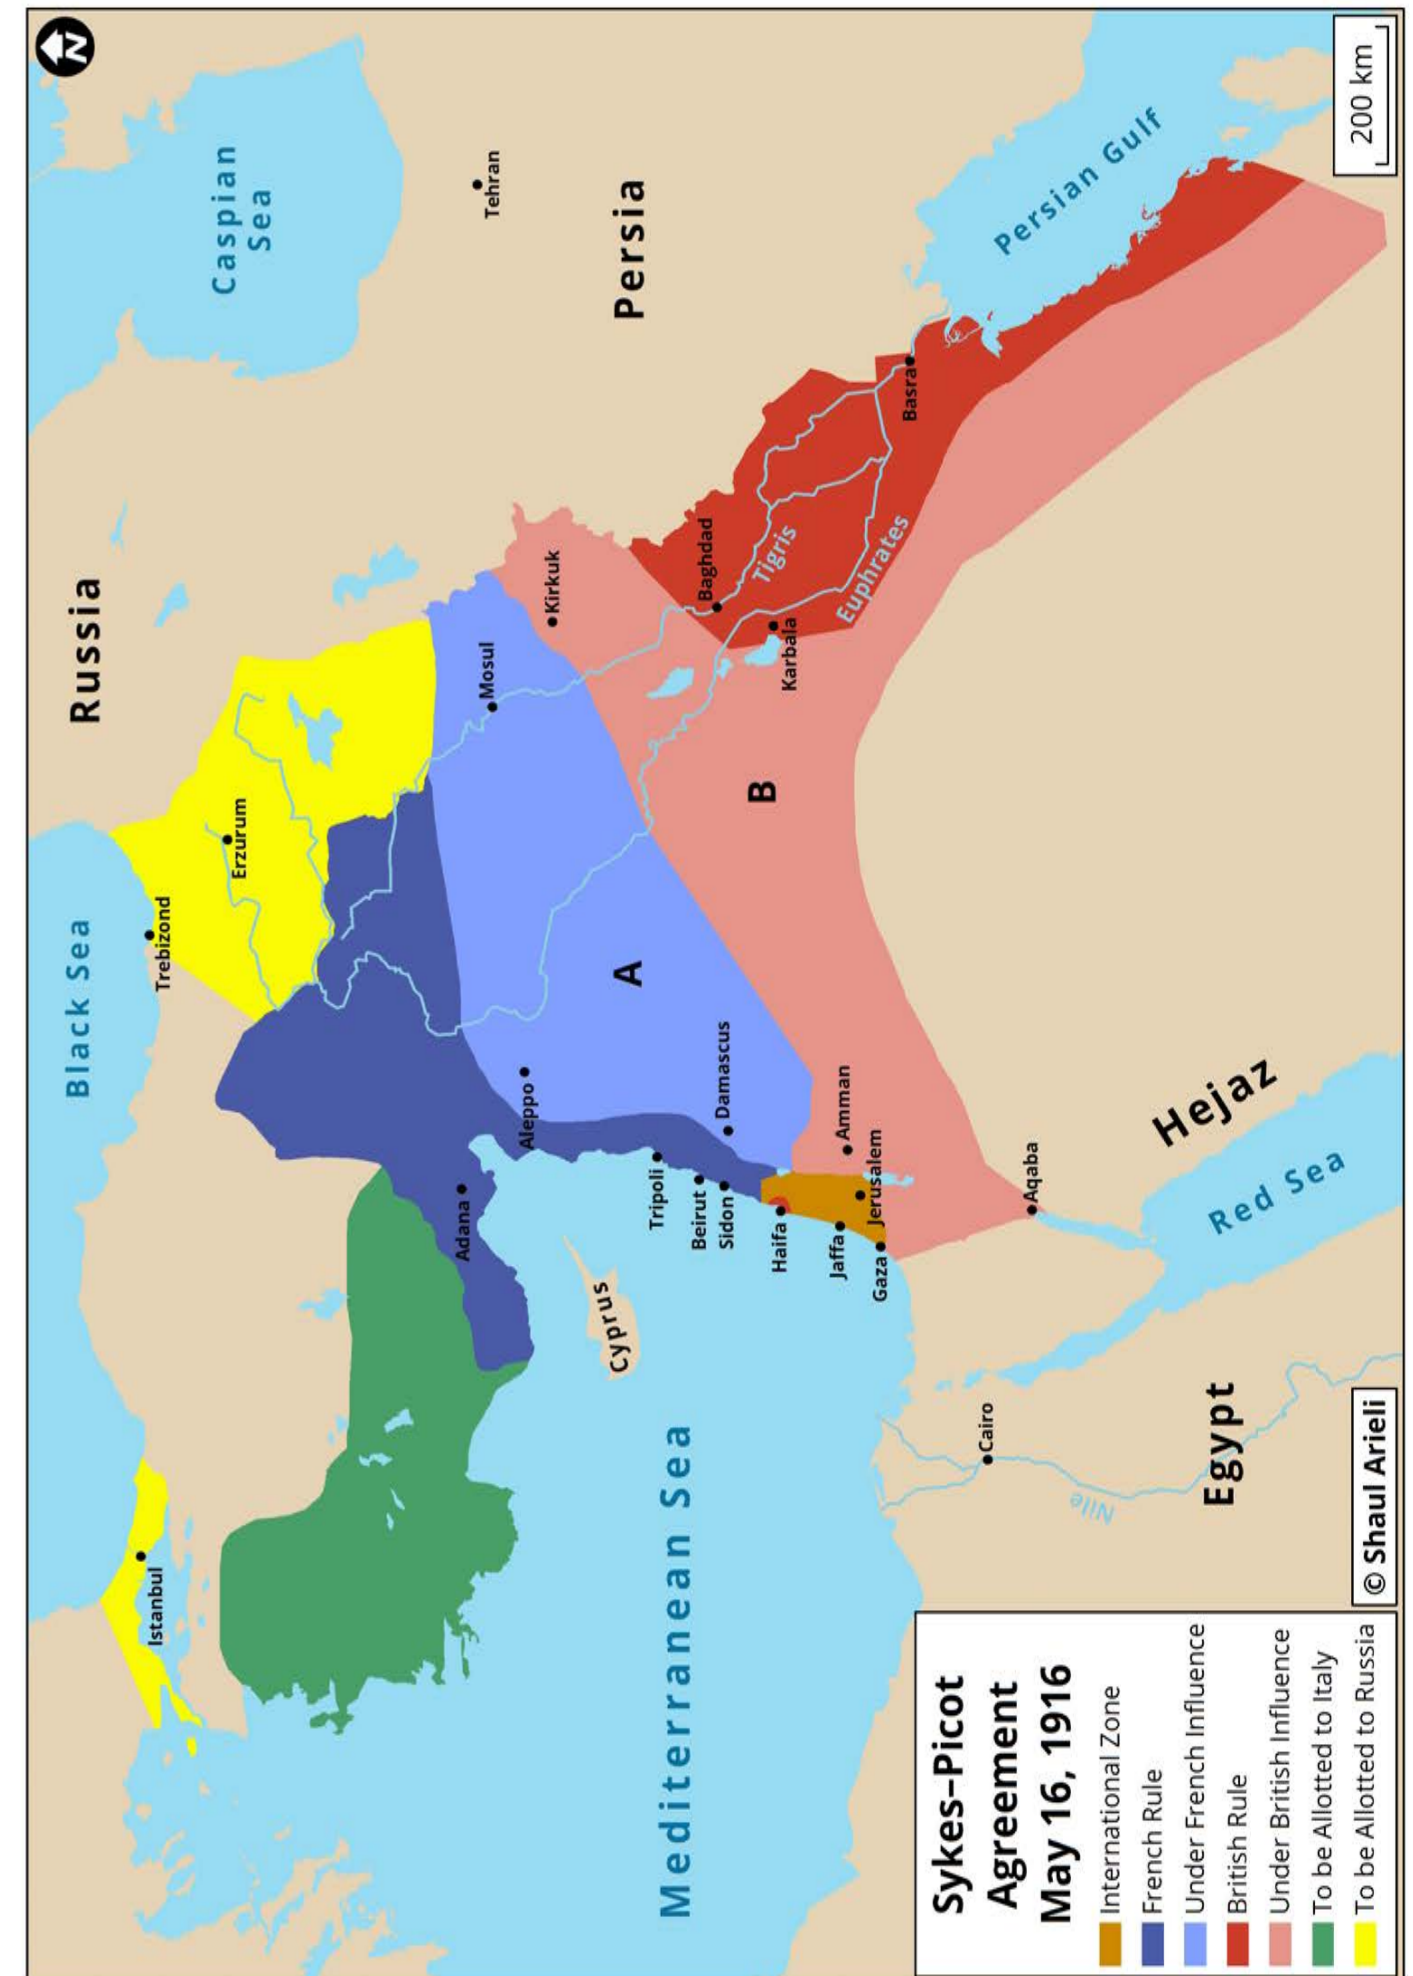 N
Black Sea
Russia
Caspian
Sea
Istanbul
Trebizond
Erzurum
Tehran
Persia
Adana
Aleppo
Mosul
Kirkuk
Cyprus
Tripoli
Beirut
Sidon
Damascus
A
B
Baghdad
Tigris
Karbala
Euphrates
Basra
Persian Gulf
Mediterranean Sea
Haifa
Jaffa
Gaza
Amman
Jerusalem
Aqaba
Cairo
Nile
Egypt
Hejaz
Red Sea
Sykes–Picot
Agreement
May 16, 1916
International Zone
French Rule
Under French Influence
British Rule
Under British Influence
To be Allotted to Italy
To be Allotted to Russia
© Shaul Arieli
200 km